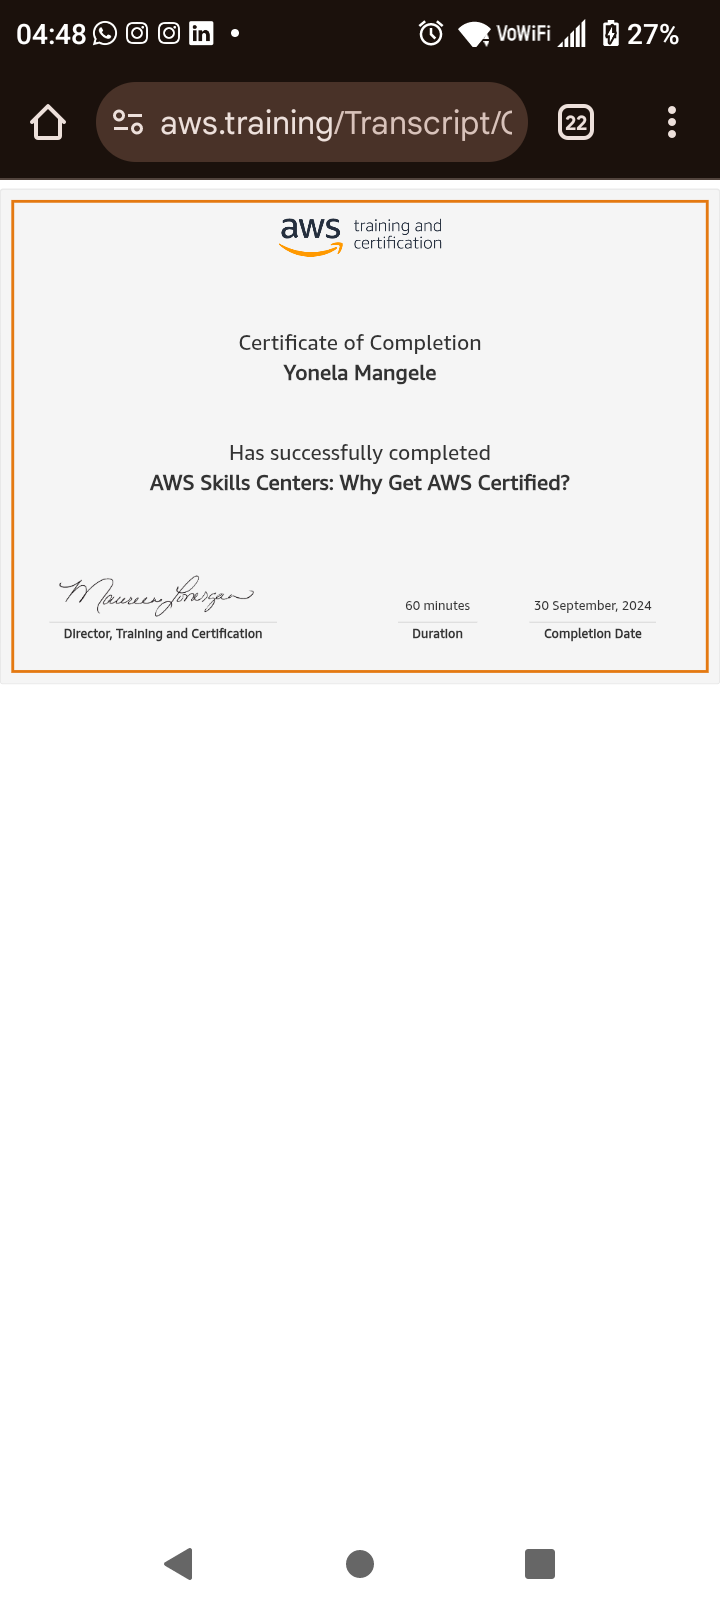 04:48
VoWiFi
27%
aws.training/Transcript/C
22
aws training and
certification
Certificate of Completion
Yonela Mangele
Has successfully completed
AWS Skills Centers: Why Get AWS Certified?
Maureen Lonergan
60 minutes
30 September, 2024
Director, Training and Certification
Duration
Completion Date